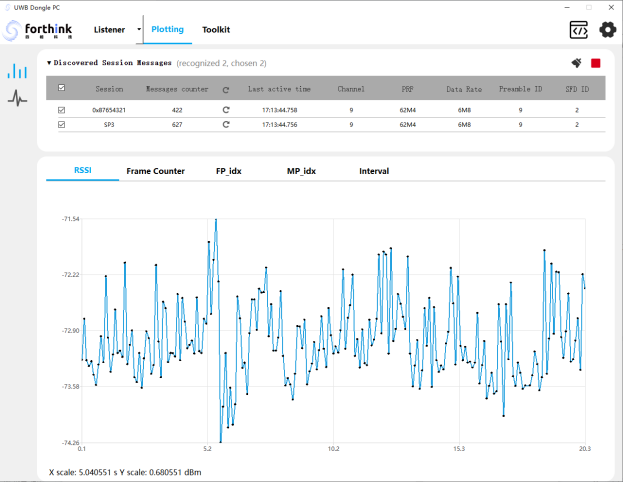 UWB Dongle PC
forthink
Listener
Plotting
Toolkit
▼Discovered Session Messages (recognized 2, chosen 2)
Session Messages counter Last active time Channel PRF Data Rate Preamble ID SFD ID
0x87654321 422 17:13:44.758 9 62M4 6M8 9 2
SP3 627 17:13:44.756 9 62M4 6M8 9 2
RSSI Frame Counter FP_idx MP_idx Interval
-71.54
-72.22
-72.90
-73.58
-74.26
0.1 5.2 10.2 15.3 20.3
X scale: 5.040551 s Y scale: 0.680551 dBm